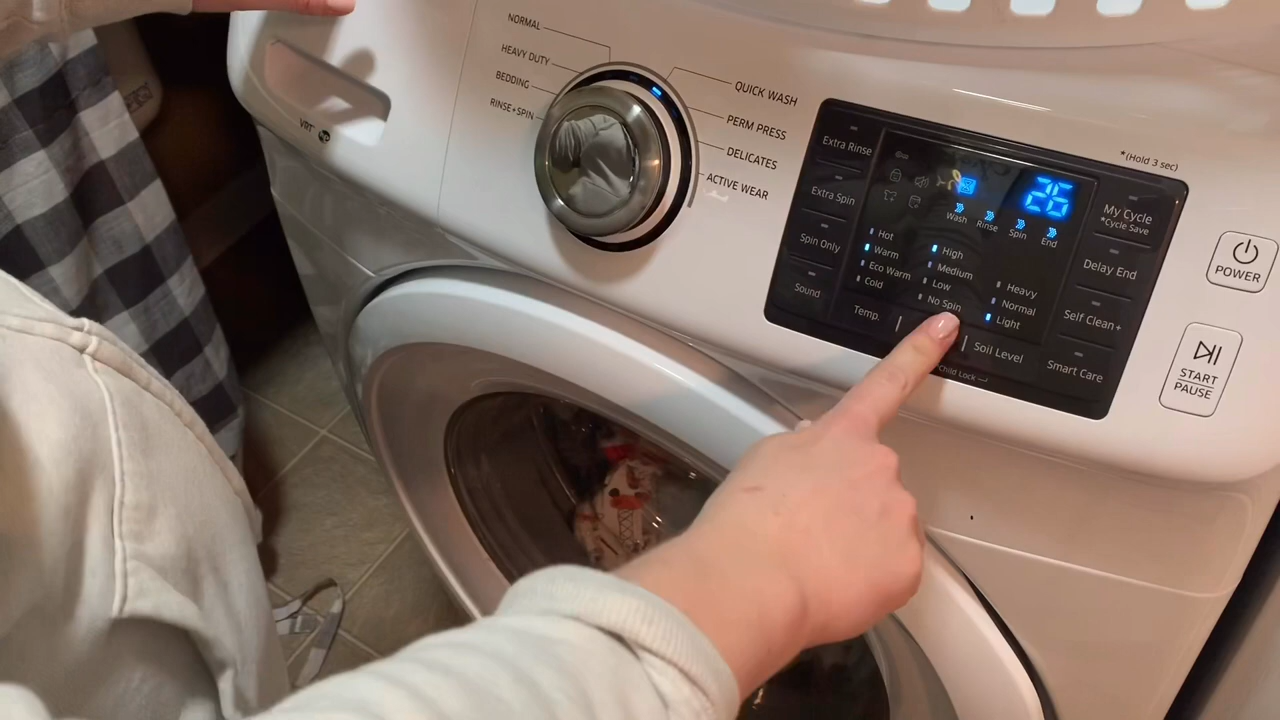 NORMAL
HEAVY DUTY
BEDDING
RINSE+SPIN
QUICK WASH
PERM PRESS
DELICATES
ACTIVE WEAR
VRT
*(Hold 3 sec)
Extra Rinse
Extra Spin
Spin Only
Sound
26
Wash
Rinse
Spin
End
Hot
Warm
Eco Warm
Cold
High
Medium
Low
No Spin
Heavy
Normal
Light
Temp.
Soil Level
Child Lock
My Cycle
*Cycle Save
Delay End
Self Clean+
Smart Care
POWER
START
PAUSE